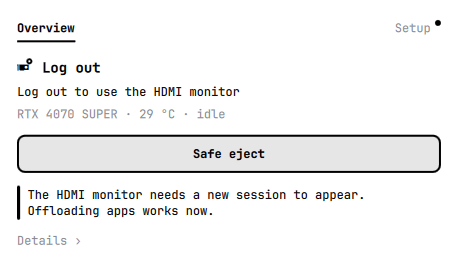 Overview
Setup
Log out
Log out to use the HDMI monitor
RTX 4070 SUPER · 29 °C · idle
Safe eject
The HDMI monitor needs a new session to appear.
Offloading apps works now.
Details ›